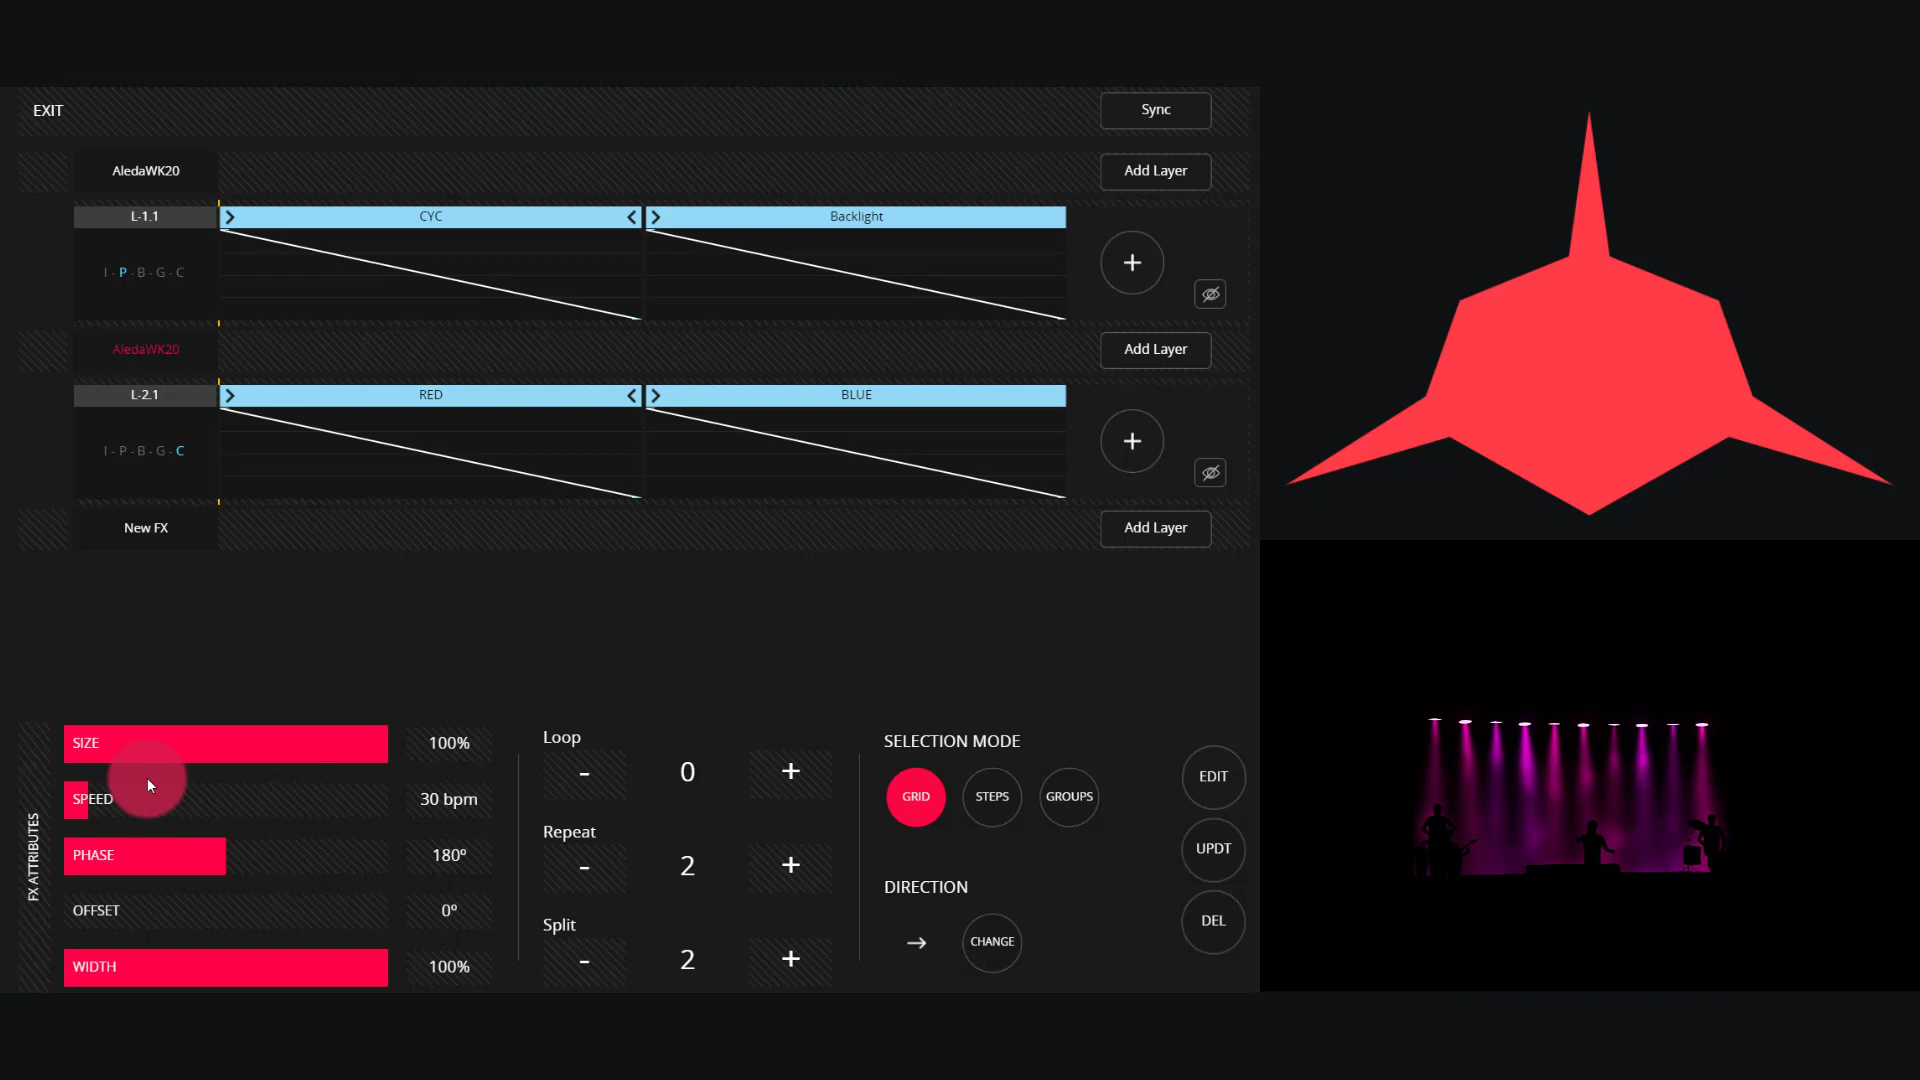 EXIT
Sync
AledaWK20
Add Layer
L-1.1
CYC
Backlight
I - P - B - G - C
+
AledaWK20
Add Layer
L-2.1
RED
BLUE
I - P - B - G - C
+
New FX
Add Layer
FX ATTRIBUTES
SIZE
100%
SPEED
30 bpm
PHASE
180º
OFFSET
0º
WIDTH
100%
Loop
- 0 +
Repeat
- 2 +
Split
- 2 +
SELECTION MODE
GRID
STEPS
GROUPS
DIRECTION
→
CHANGE
EDIT
UPDT
DEL